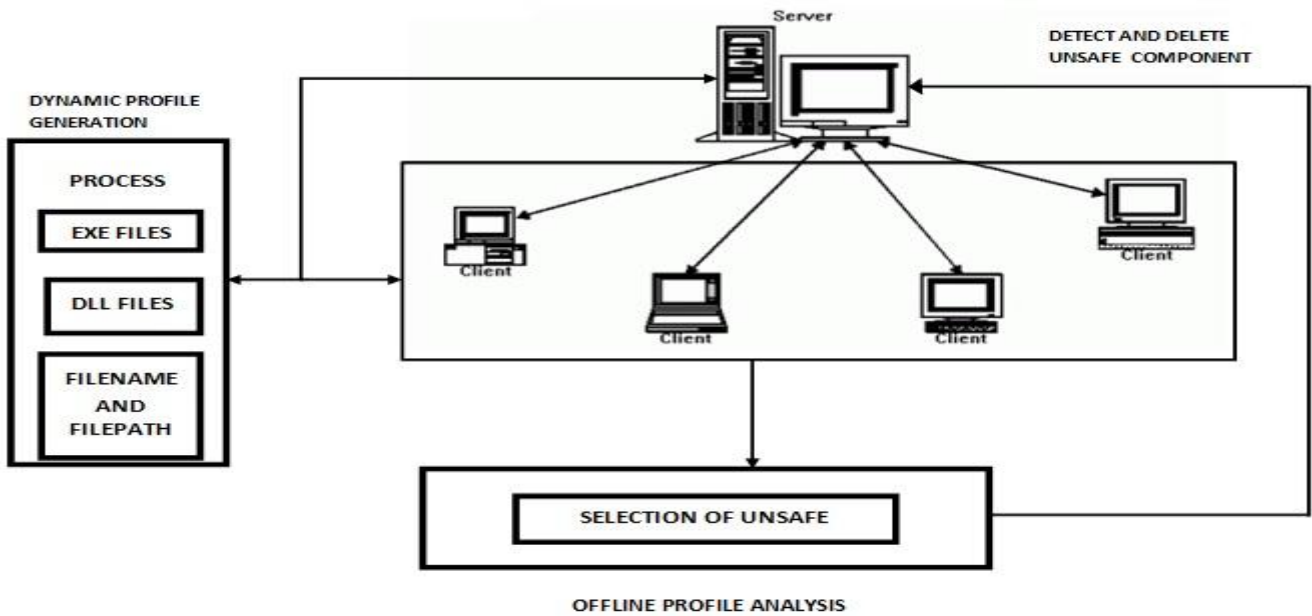 Server
DETECT AND DELETE
UNSAFE COMPONENT
DYNAMIC PROFILE
GENERATION
PROCESS
EXE FILES
DLL FILES
FILENAME
AND
FILEPATH
Client
Client
Client
Client
SELECTION OF UNSAFE
OFFLINE PROFILE ANALYSIS